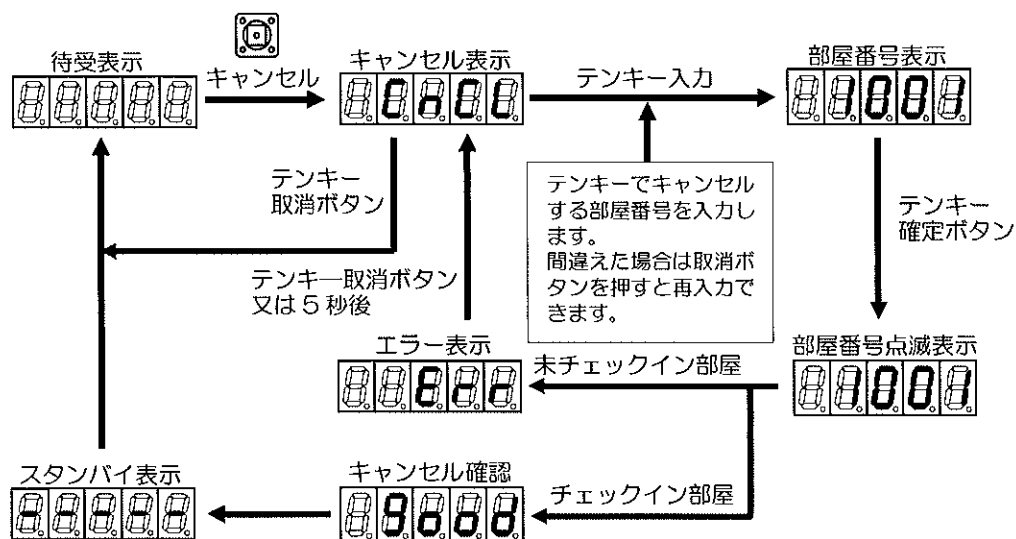 待受表示
キャンセル
キャンセル表示
CnCL
テンキー入力
部屋番号表示
1001
テンキー
取消ボタン
テンキーでキャンセル
する部屋番号を入力し
ます。
間違えた場合は取消ボ
タンを押すと再入力で
きます。
テンキー
確定ボタン
テンキー取消ボタン
又は5秒後
エラー表示
Err
未チェックイン部屋
部屋番号点滅表示
1001
スタンバイ表示
-----
キャンセル確認
good
チェックイン部屋